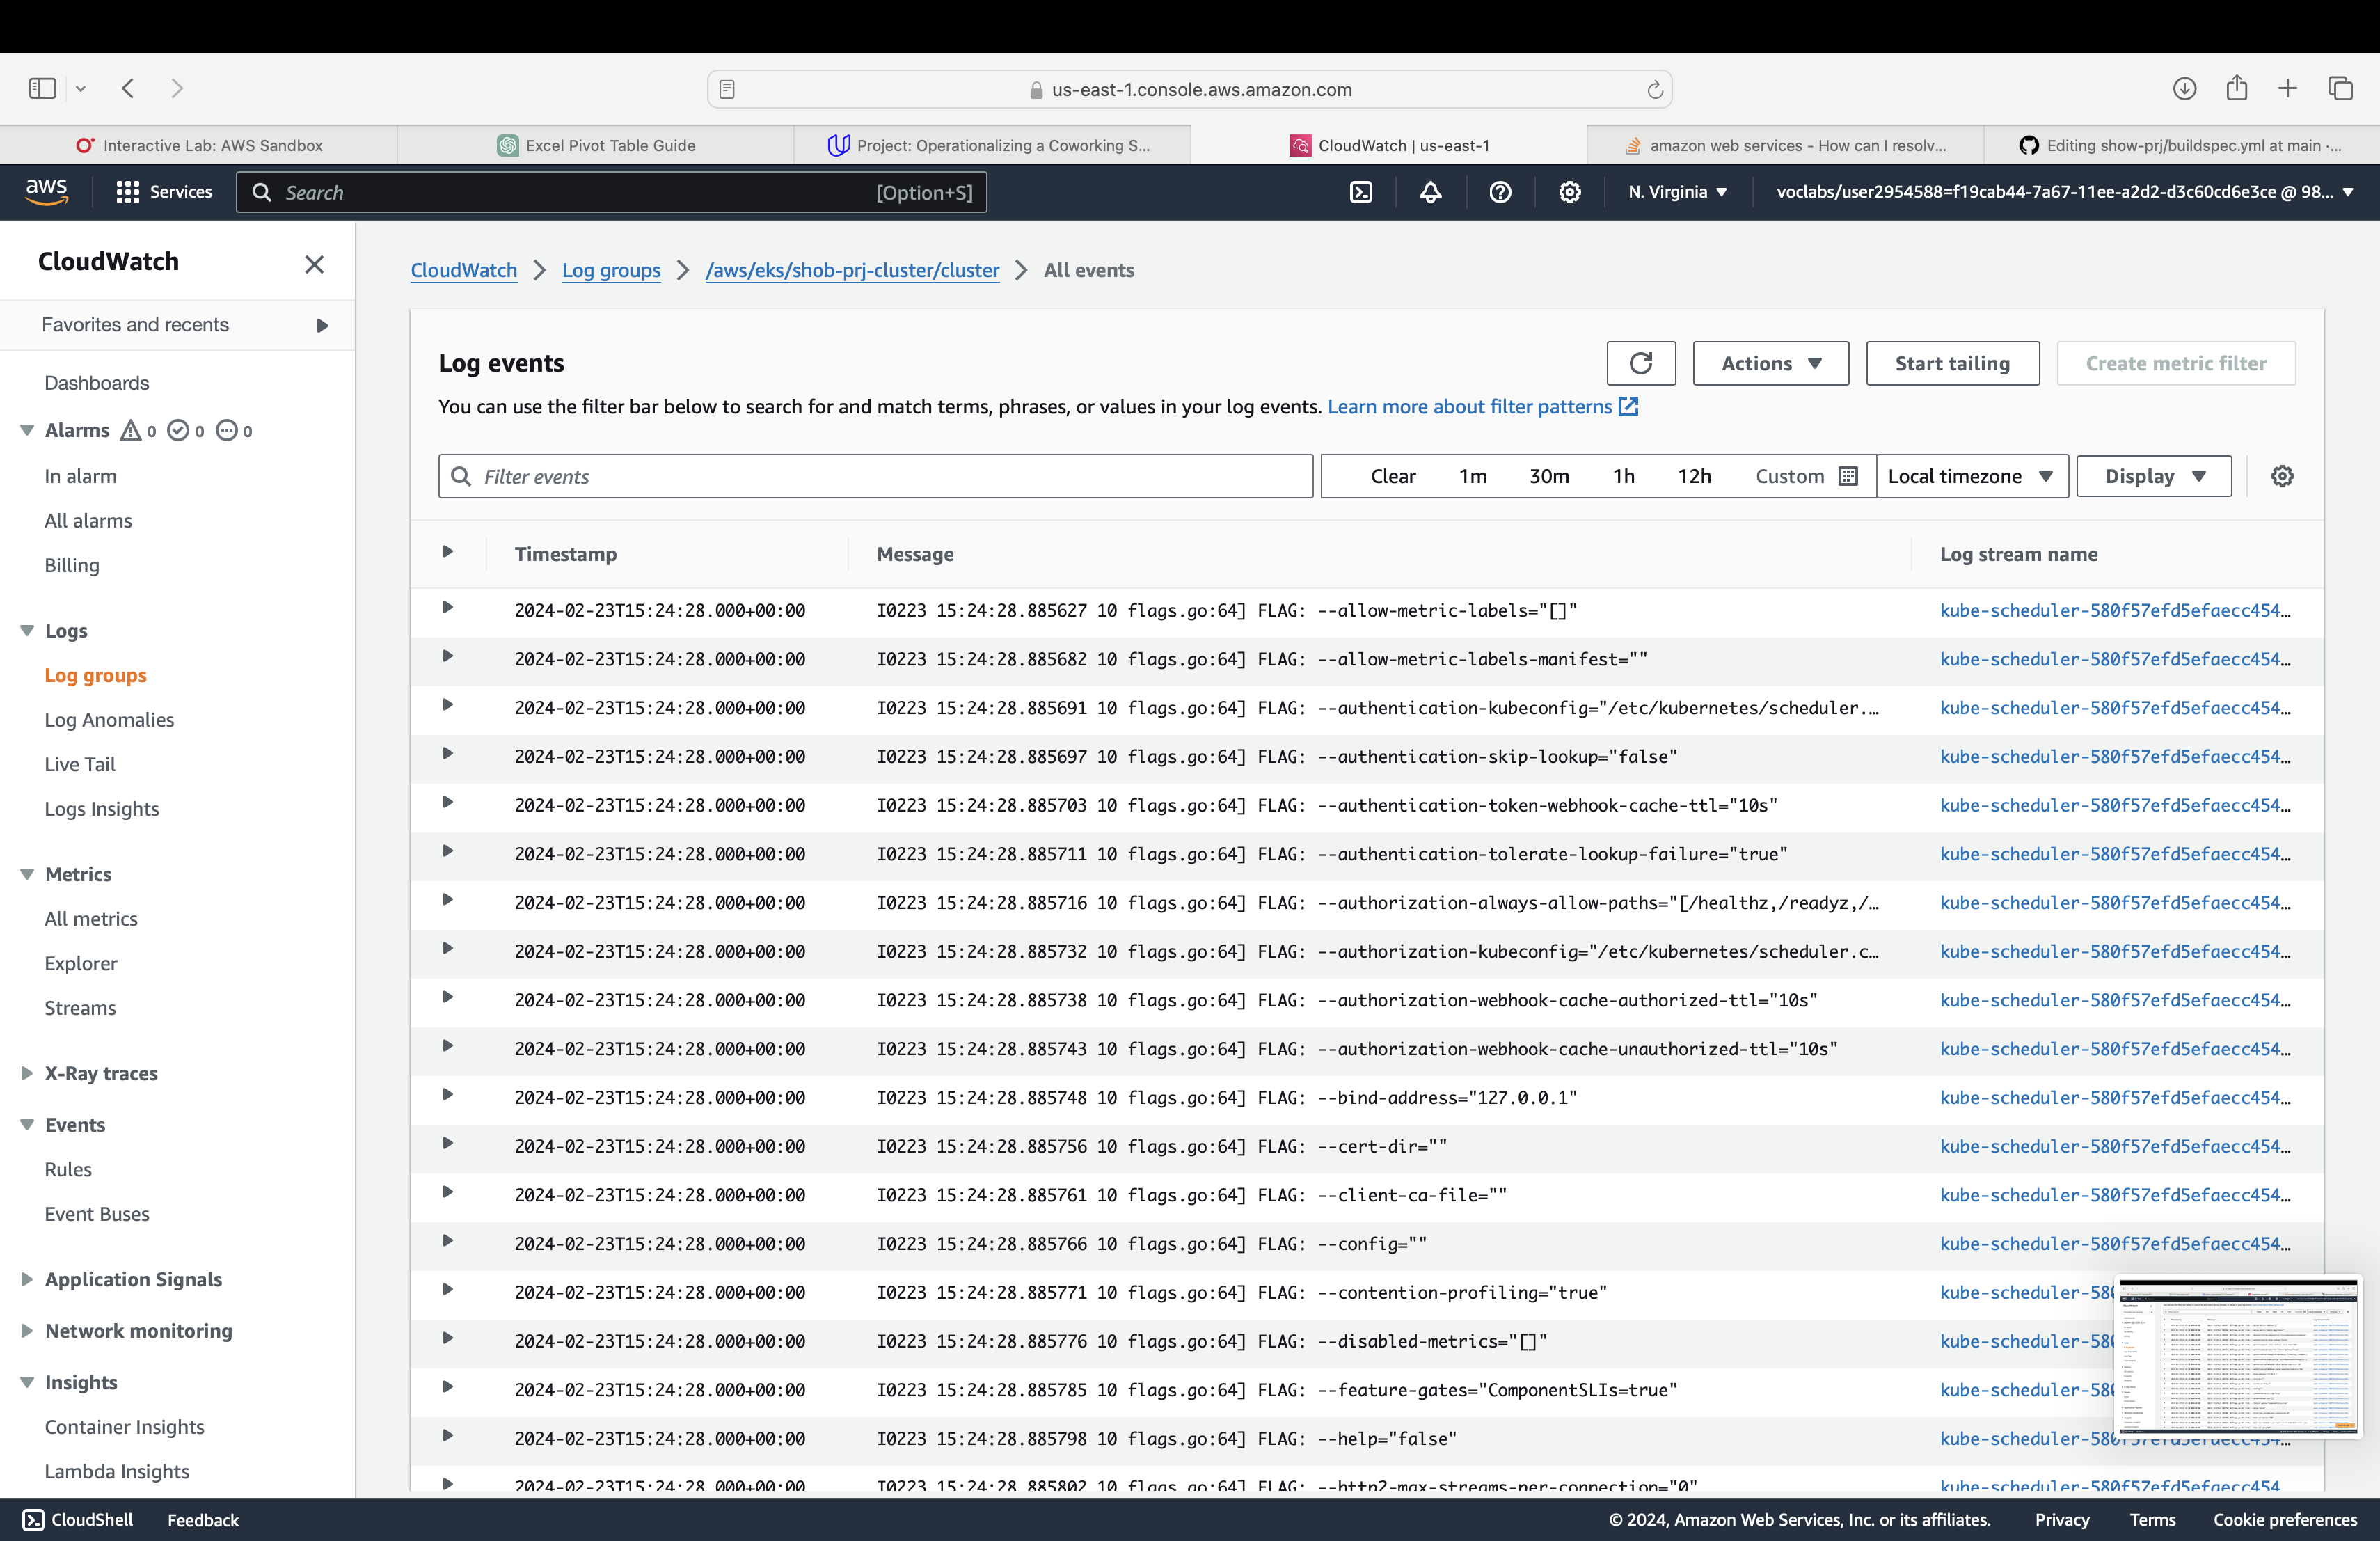 us-east-1.console.aws.amazon.com
Interactive Lab: AWS Sandbox
Excel Pivot Table Guide
Project: Operationalizing a Coworking S...
CloudWatch | us-east-1
amazon web services - How can I resolv...
Editing show-prj/buildspec.yml at main ·...
aws
Services
Search
[Option+S]
N. Virginia
voclabs/user2954588=f19cab44-7a67-11ee-a2d2-d3c60cd6e3ce @ 98...
CloudWatch
Favorites and recents
Dashboards
Alarms 0 0 0
In alarm
All alarms
Billing
Logs
Log groups
Log Anomalies
Live Tail
Logs Insights
Metrics
All metrics
Explorer
Streams
X-Ray traces
Events
Rules
Event Buses
Application Signals
Network monitoring
Insights
Container Insights
Lambda Insights
CloudWatch
Log groups
/aws/eks/shob-prj-cluster/cluster
All events
Log events
Actions
Start tailing
Create metric filter
You can use the filter bar below to search for and match terms, phrases, or values in your log events. Learn more about filter patterns
Filter events
Clear 1m 30m 1h 12h Custom
Local timezone
Display
Timestamp Message Log stream name
2024-02-23T15:24:28.000+00:00 I0223 15:24:28.885627 10 flags.go:64] FLAG: --allow-metric-labels="[]" kube-scheduler-580f57efd5efaecc454...
2024-02-23T15:24:28.000+00:00 I0223 15:24:28.885682 10 flags.go:64] FLAG: --allow-metric-labels-manifest="" kube-scheduler-580f57efd5efaecc454...
2024-02-23T15:24:28.000+00:00 I0223 15:24:28.885691 10 flags.go:64] FLAG: --authentication-kubeconfig="/etc/kubernetes/scheduler.... kube-scheduler-580f57efd5efaecc454...
2024-02-23T15:24:28.000+00:00 I0223 15:24:28.885697 10 flags.go:64] FLAG: --authentication-skip-lookup="false" kube-scheduler-580f57efd5efaecc454...
2024-02-23T15:24:28.000+00:00 I0223 15:24:28.885703 10 flags.go:64] FLAG: --authentication-token-webhook-cache-ttl="10s" kube-scheduler-580f57efd5efaecc454...
2024-02-23T15:24:28.000+00:00 I0223 15:24:28.885711 10 flags.go:64] FLAG: --authentication-tolerate-lookup-failure="true" kube-scheduler-580f57efd5efaecc454...
2024-02-23T15:24:28.000+00:00 I0223 15:24:28.885716 10 flags.go:64] FLAG: --authorization-always-allow-paths="[/healthz,/readyz,/... kube-scheduler-580f57efd5efaecc454...
2024-02-23T15:24:28.000+00:00 I0223 15:24:28.885732 10 flags.go:64] FLAG: --authorization-kubeconfig="/etc/kubernetes/scheduler.c... kube-scheduler-580f57efd5efaecc454...
2024-02-23T15:24:28.000+00:00 I0223 15:24:28.885738 10 flags.go:64] FLAG: --authorization-webhook-cache-authorized-ttl="10s" kube-scheduler-580f57efd5efaecc454...
2024-02-23T15:24:28.000+00:00 I0223 15:24:28.885743 10 flags.go:64] FLAG: --authorization-webhook-cache-unauthorized-ttl="10s" kube-scheduler-580f57efd5efaecc454...
2024-02-23T15:24:28.000+00:00 I0223 15:24:28.885748 10 flags.go:64] FLAG: --bind-address="127.0.0.1" kube-scheduler-580f57efd5efaecc454...
2024-02-23T15:24:28.000+00:00 I0223 15:24:28.885756 10 flags.go:64] FLAG: --cert-dir="" kube-scheduler-580f57efd5efaecc454...
2024-02-23T15:24:28.000+00:00 I0223 15:24:28.885761 10 flags.go:64] FLAG: --client-ca-file="" kube-scheduler-580f57efd5efaecc454...
2024-02-23T15:24:28.000+00:00 I0223 15:24:28.885766 10 flags.go:64] FLAG: --config="" kube-scheduler-580f57efd5efaecc454...
2024-02-23T15:24:28.000+00:00 I0223 15:24:28.885771 10 flags.go:64] FLAG: --contention-profiling="true" kube-scheduler-580
2024-02-23T15:24:28.000+00:00 I0223 15:24:28.885776 10 flags.go:64] FLAG: --disabled-metrics="[]" kube-scheduler-580
2024-02-23T15:24:28.000+00:00 I0223 15:24:28.885785 10 flags.go:64] FLAG: --feature-gates="ComponentSLIs=true" kube-scheduler-580
2024-02-23T15:24:28.000+00:00 I0223 15:24:28.885798 10 flags.go:64] FLAG: --help="false" kube-scheduler-580f57efd5efaecc454...
2024-02-23T15:24:28.000+00:00 I0223 15:24:28.885802 10 flags.go:64] FLAG: --http2-max-streams-per-connection="0" kube-scheduler-580f57efd5efaecc454
CloudShell
Feedback
© 2024, Amazon Web Services, Inc. or its affiliates.
Privacy
Terms
Cookie preferences